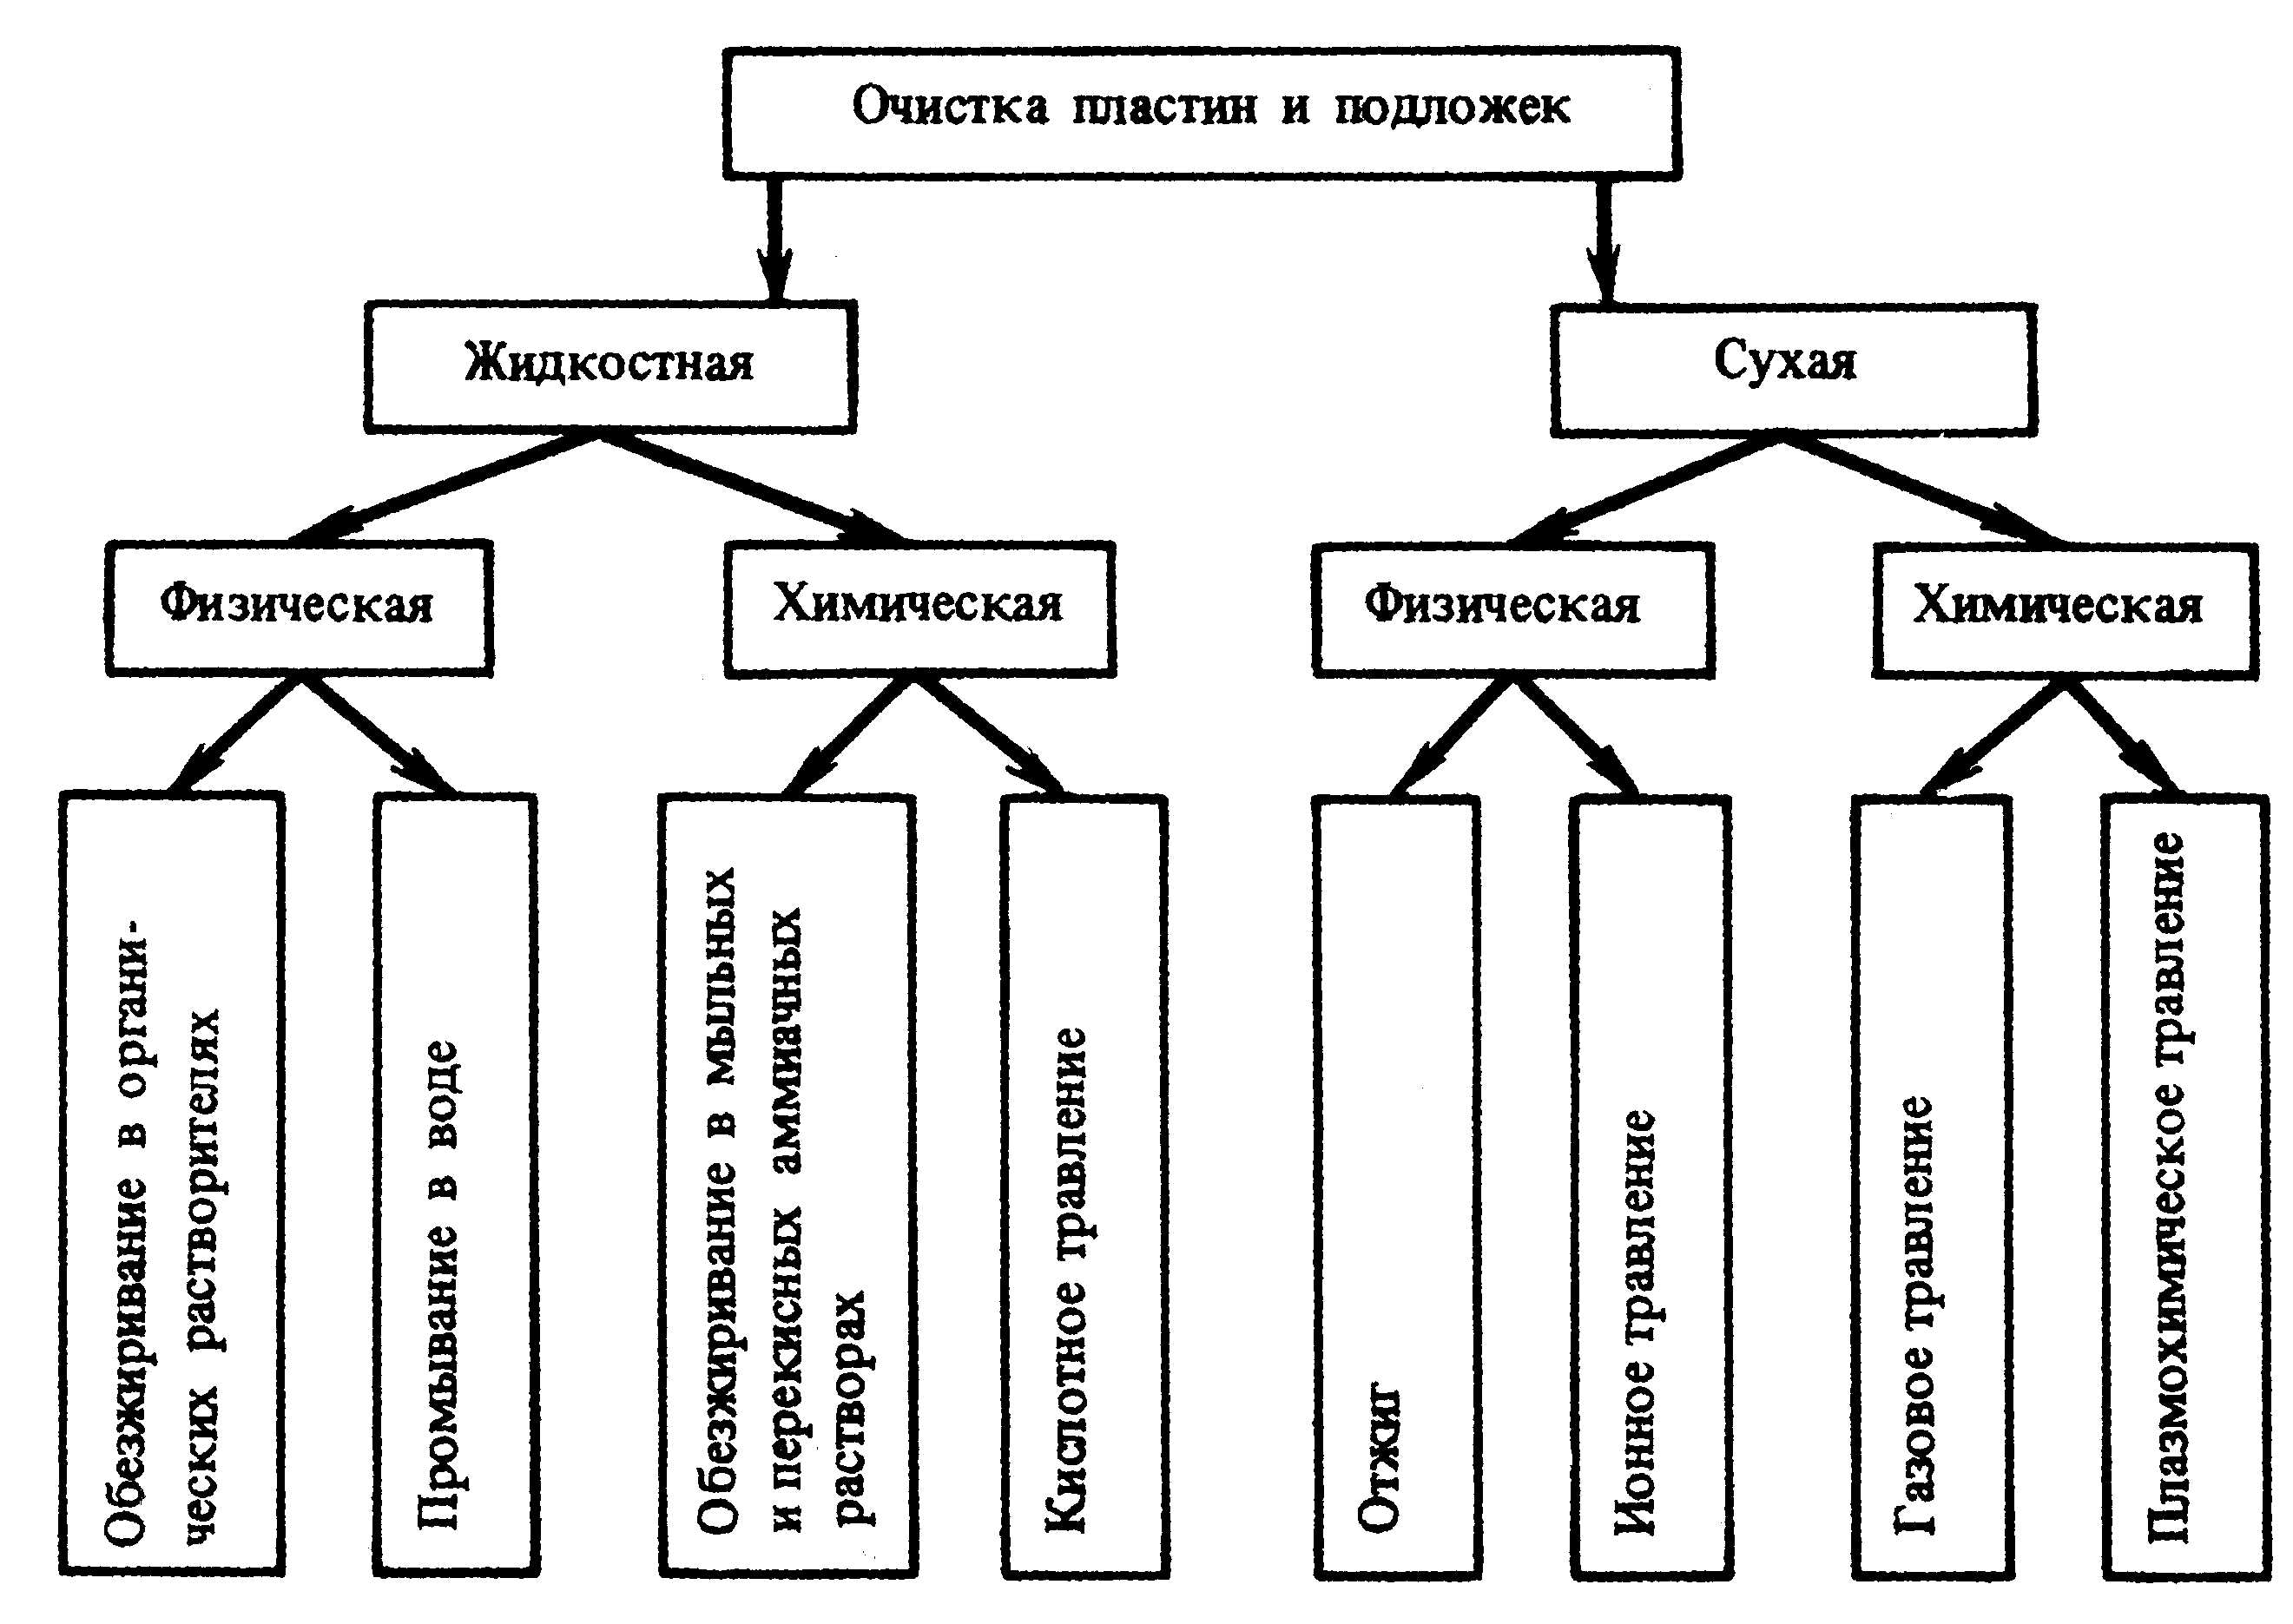 Очистка пластин и подложек
Жидкостная
Сухая
Физическая
Химическая
Физическая
Химическая
Обезжиривание в органи-
ческих растворителях
Промывание в воде
Обезжиривание в мыльных
и перекисных аммиачных
растворах
Кислотное травление
Отжиг
Ионное травление
Газовое травление
Плазмохимическое травление